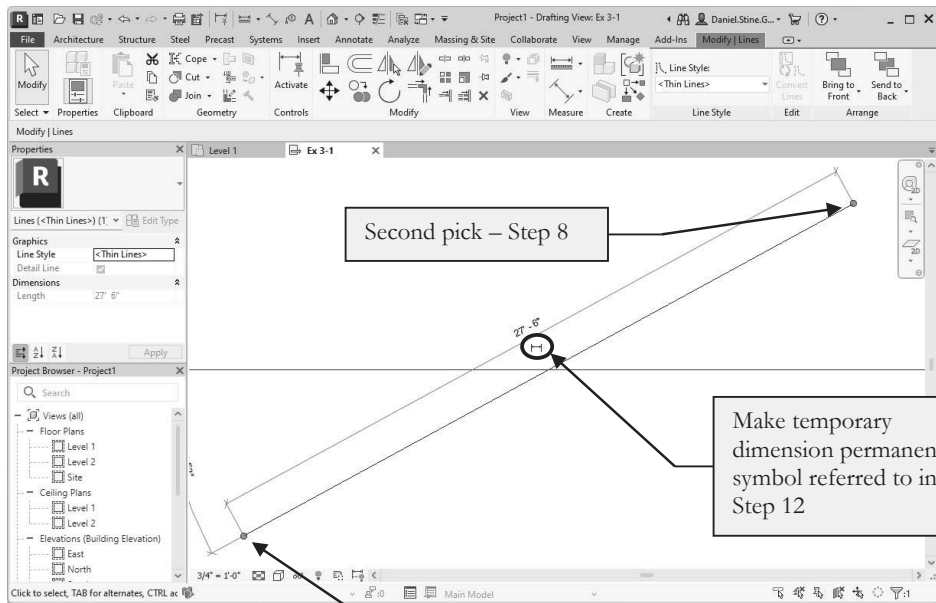 R
Project1 - Drafting View: Ex 3-1
Daniel.Stine.G...
File Architecture Structure Steel Precast Systems Insert Annotate Analyze Massing & Site Collaborate View Manage Add-Ins Modify | Lines
Modify
Paste
Cope
Cut
Join
Activate
Line Style:
<Thin Lines>
Convert Lines
Bring to Front
Send to Back
Select Properties Clipboard Geometry Controls Modify View Measure Create Line Style Edit Arrange
Modify | Lines
Properties
Level 1
Ex 3-1
R
Lines (<Thin Lines>) (1)
Edit Type
Graphics
Line Style <Thin Lines>
Detail Line
Dimensions
Length 27' 6"
Apply
Project Browser - Project1
Search
Views (all)
Floor Plans
Level 1
Level 2
Site
Ceiling Plans
Level 1
Level 2
Elevations (Building Elevation)
East
North
Second pick – Step 8
27' - 6"
2D
2D
Make temporary
dimension permanen
symbol referred to in
Step 12
3/4" = 1'-0"
Click to select, TAB for alternates, CTRL ac
:0
Main Model
:1